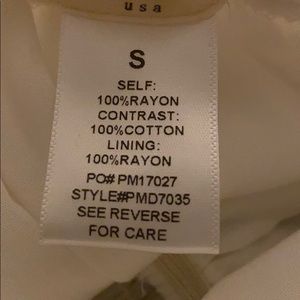 usa
S
SELF:
100%RAYON
CONTRAST:
100%COTTON
LINING:
100%RAYON
PO# PM17027
STYLE#PMD7035
SEE REVERSE
FOR CARE